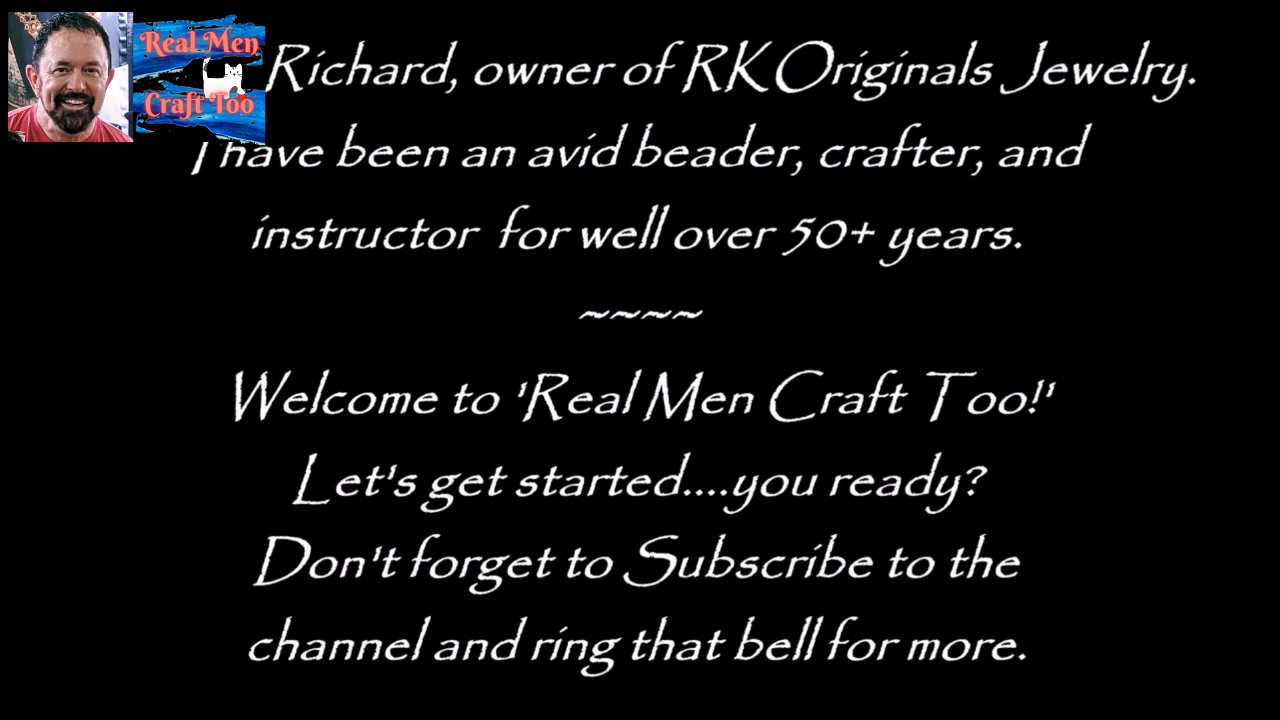 Real Men
Craft Too
Richard, owner of RK Originals Jewelry.
I have been an avid beader, crafter, and
instructor for well over 50+ years.
~~~~
Welcome to 'Real Men Craft Too!'
Let's get started....you ready?
Don't forget to Subscribe to the
channel and ring that bell for more.